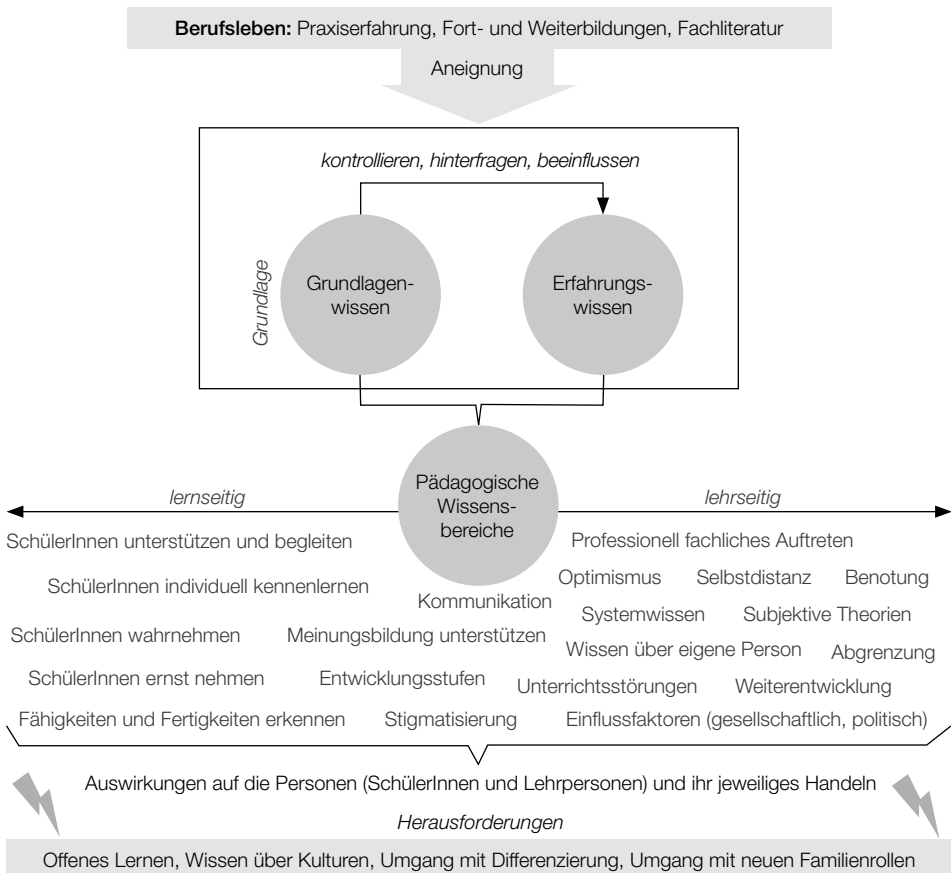 Berufsleben: Praxiserfahrung, Fort- und Weiterbildungen, Fachliteratur
Aneignung
kontrollieren, hinterfragen, beeinflussen
Grundlage
Grundlagen-
wissen
Erfahrungs-
wissen
Pädagogische
Wissens-
bereiche
lernseitig
lehrseitig
SchülerInnen unterstützen und begleiten
Professionell fachliches Auftreten
SchülerInnen individuell kennenlernen
Optimismus
Selbstdistanz
Benotung
Kommunikation
Systemwissen
Subjektive Theorien
SchülerInnen wahrnehmen
Meinungsbildung unterstützen
Wissen über eigene Person
Abgrenzung
SchülerInnen ernst nehmen
Entwicklungsstufen
Unterrichtsstörungen
Weiterentwicklung
Fähigkeiten und Fertigkeiten erkennen
Stigmatisierung
Einflussfaktoren (gesellschaftlich, politisch)
Auswirkungen auf die Personen (SchülerInnen und Lehrpersonen) und ihr jeweiliges Handeln
Herausforderungen
Offenes Lernen, Wissen über Kulturen, Umgang mit Differenzierung, Umgang mit neuen Familienrollen